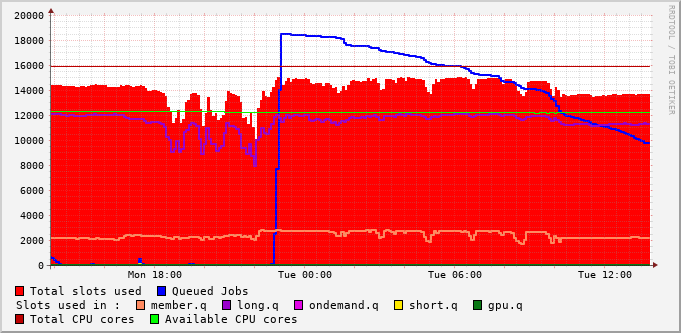 20000
18000
16000
14000
12000
10000
8000
6000
4000
2000
0
Mon 18:00 Tue 00:00 Tue 06:00 Tue 12:00
RRDTOOL / TOBI OETIKER
Total slots used Queued Jobs
Slots used in : member.q long.q ondemand.q short.q gpu.q
Total CPU cores Available CPU cores